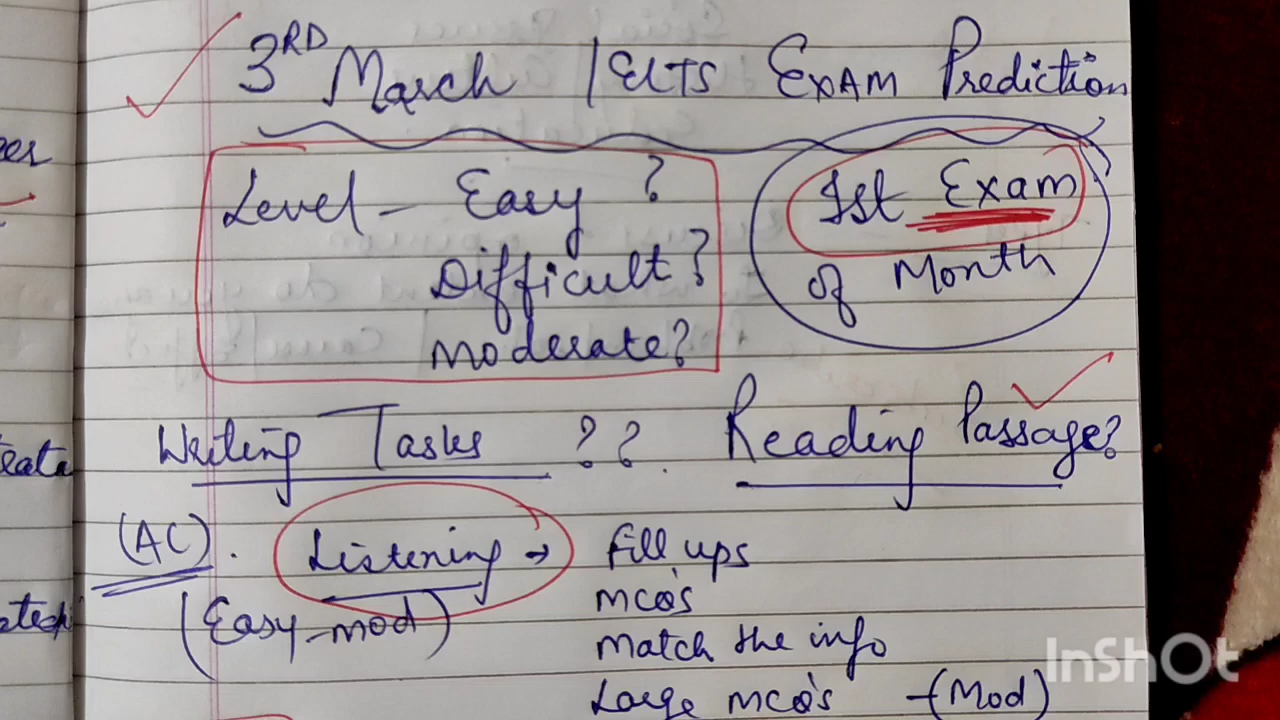 3RD March IELTS EXAM Prediction
Level - Easy ?
Difficult?
Moderate?
1st Exam
of Month
Writing Tasks ??. Reading Passage?
(AC). Listening → fill ups
(Easy-mod) MCQ's
Match the info
Large MCQ's -(Mod)
InShOt